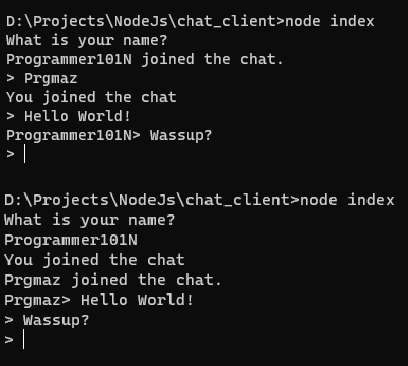 D:\Projects\NodeJs\chat_client>node index
What is your name?
Programmer101N joined the chat.
> Prgmaz
You joined the chat
> Hello World!
Programmer101N> Wassup?
>
D:\Projects\NodeJs\chat_client>node index
What is your name?
Programmer101N
You joined the chat
Prgmaz joined the chat.
Prgmaz> Hello World!
> Wassup?
>